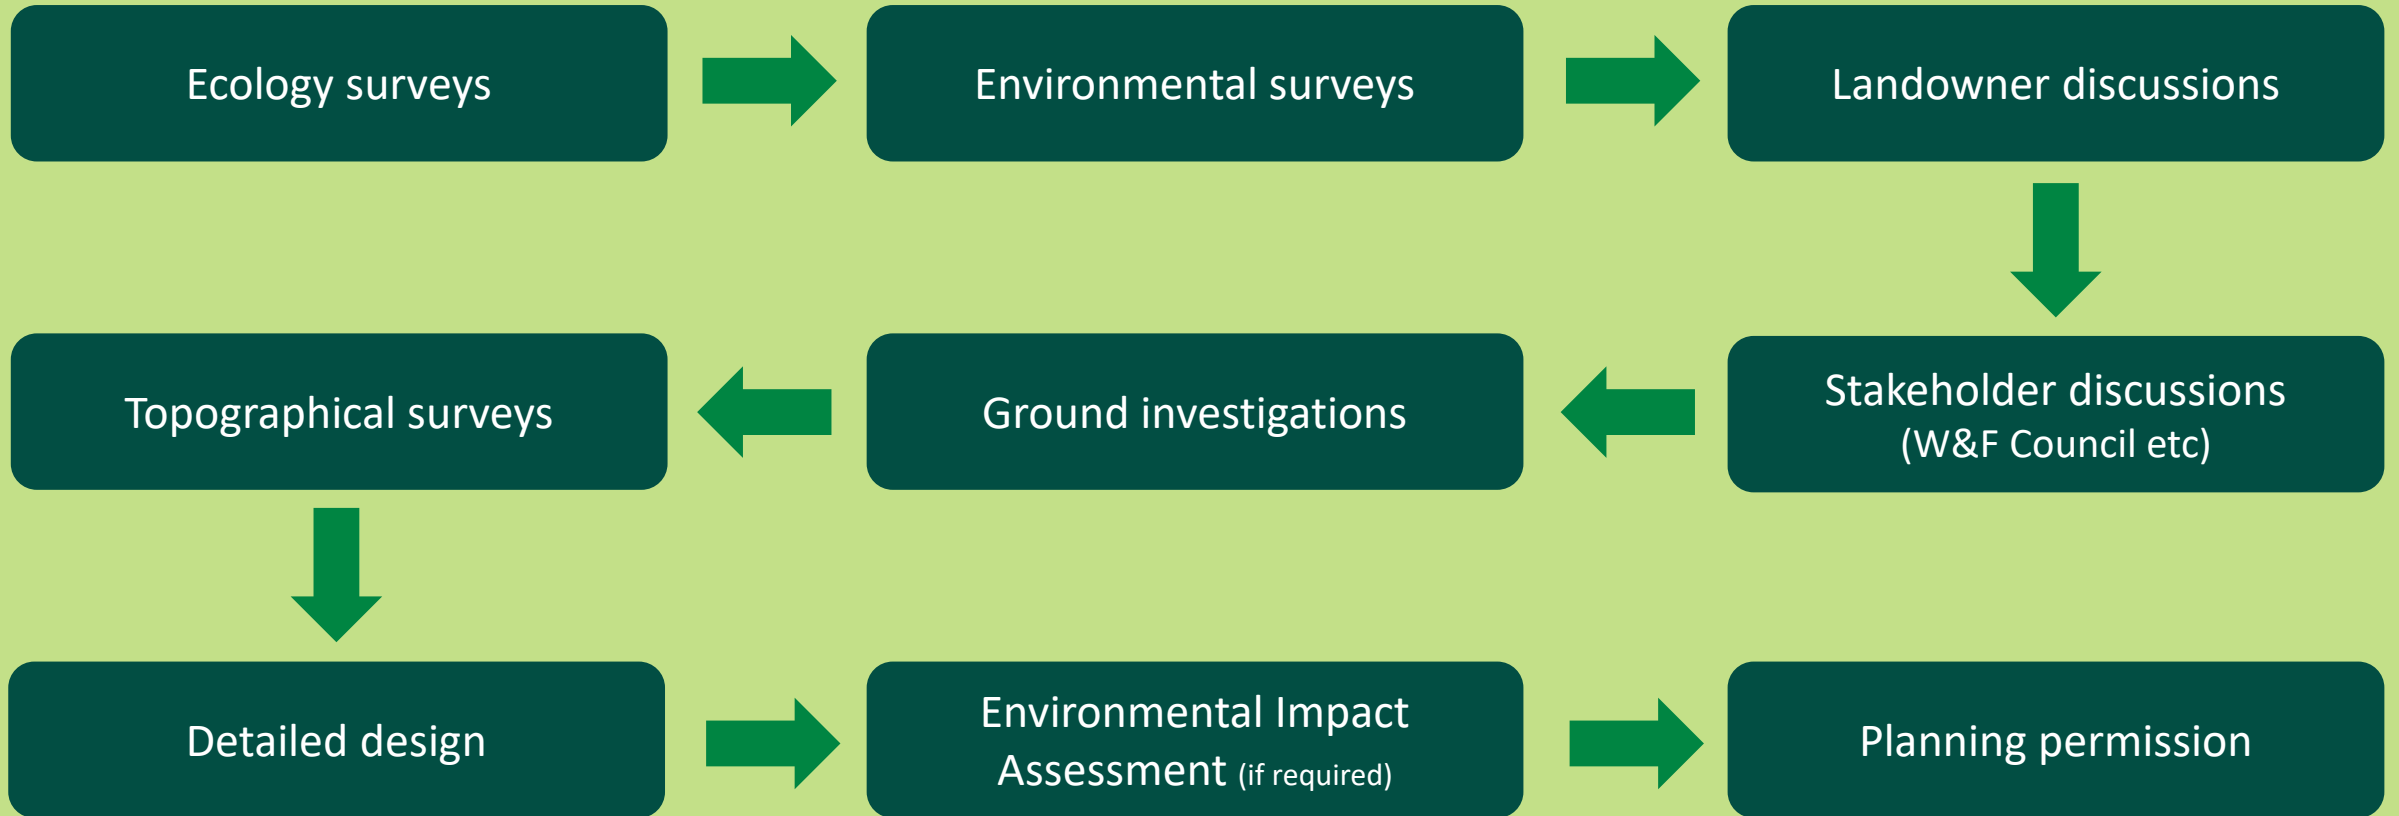 Ecology surveys
Environmental surveys
Landowner discussions
Stakeholder discussions
(W&F Council etc)
Ground investigations
Topographical surveys
Detailed design
Environmental Impact
Assessment (if required)
Planning permission